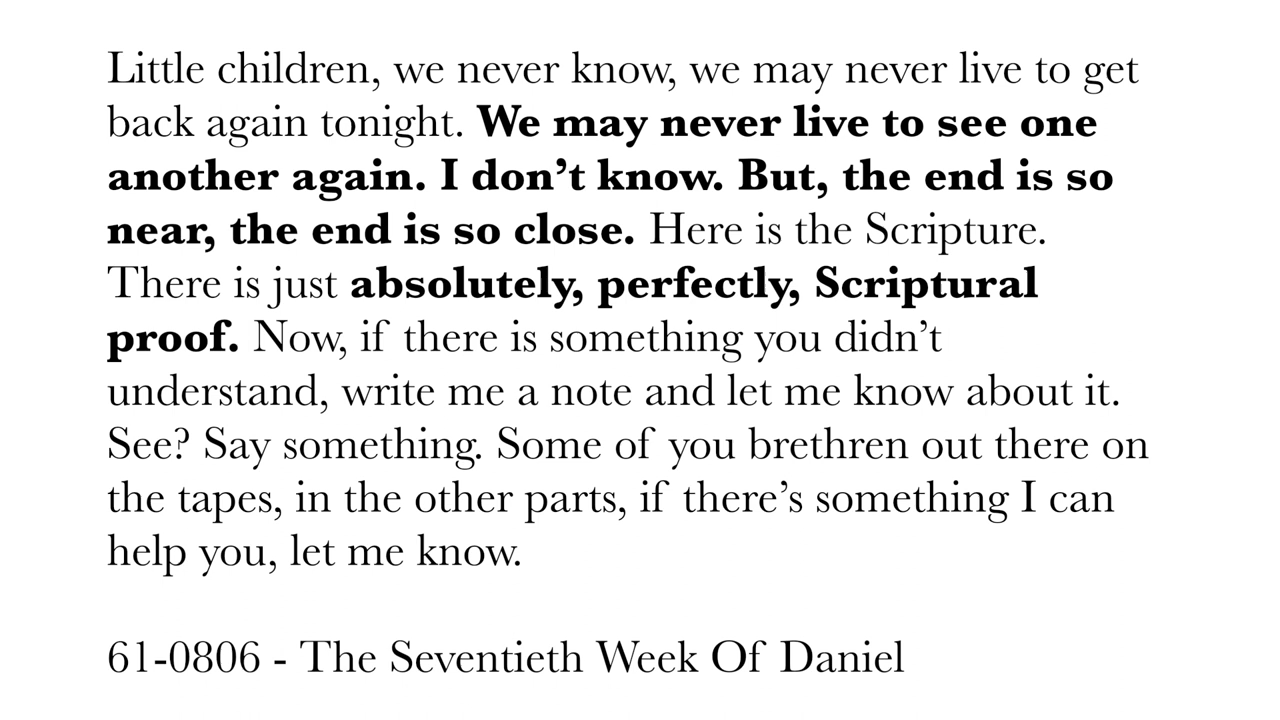 Little children, we never know, we may never live to get
back again tonight. We may never live to see one
another again. I don’t know. But, the end is so
near, the end is so close. Here is the Scripture.
There is just absolutely, perfectly, Scriptural
proof. Now, if there is something you didn’t
understand, write me a note and let me know about it.
See? Say something. Some of you brethren out there on
the tapes, in the other parts, if there’s something I can
help you, let me know.
61-0806 - The Seventieth Week Of Daniel